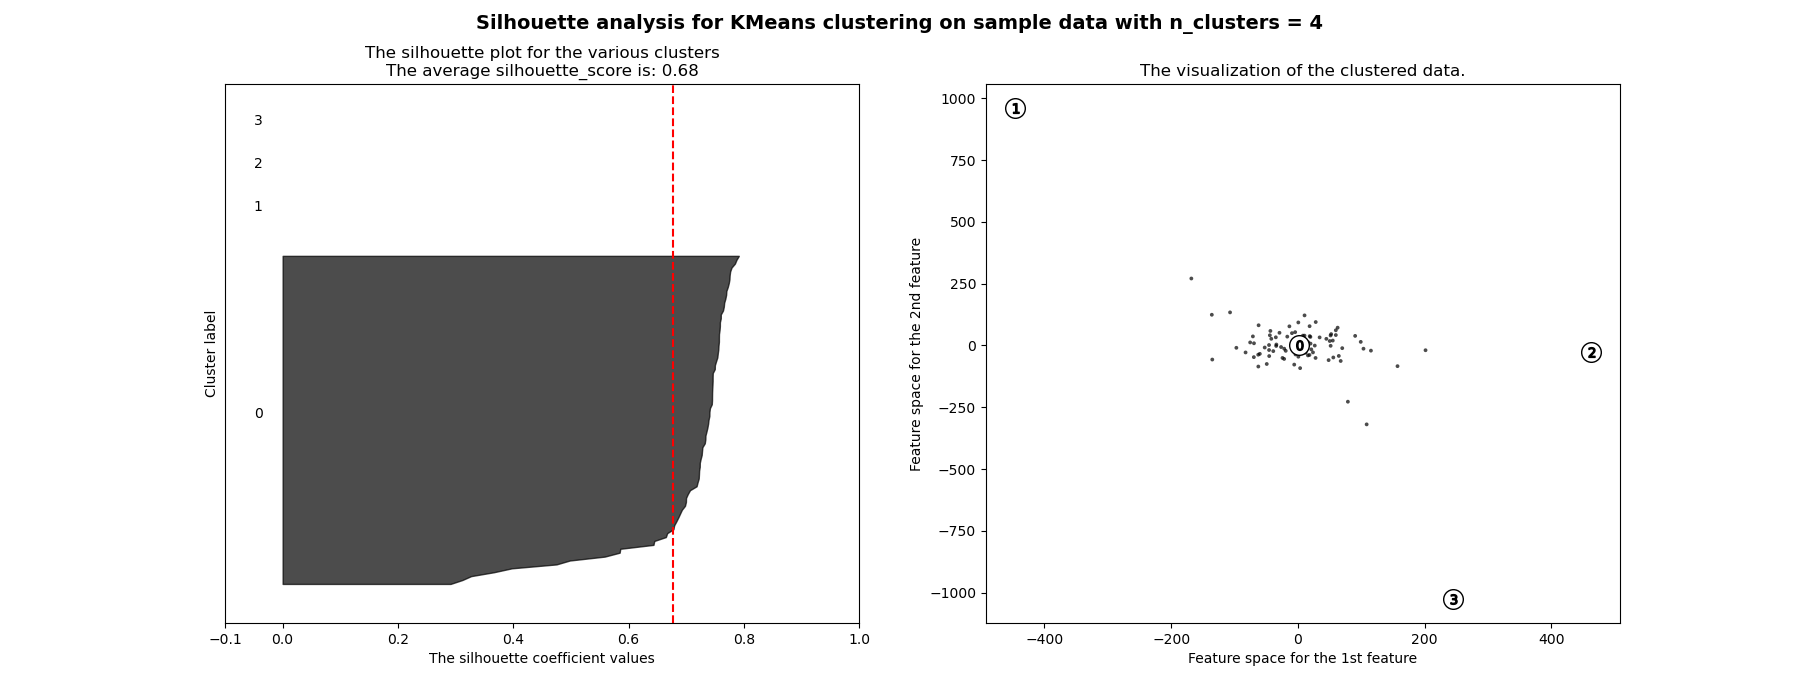 Silhouette analysis for KMeans clustering on sample data with n_clusters = 4
The silhouette plot for the various clusters
The average silhouette_score is: 0.68
3
2
1
0
Cluster label
−0.1 0.0 0.2 0.4 0.6 0.8 1.0
The silhouette coefficient values
The visualization of the clustered data.
1000
750
500
250
0
−250
−500
−750
−1000
Feature space for the 2nd feature
1
0
2
3
−400 −200 0 200 400
Feature space for the 1st feature